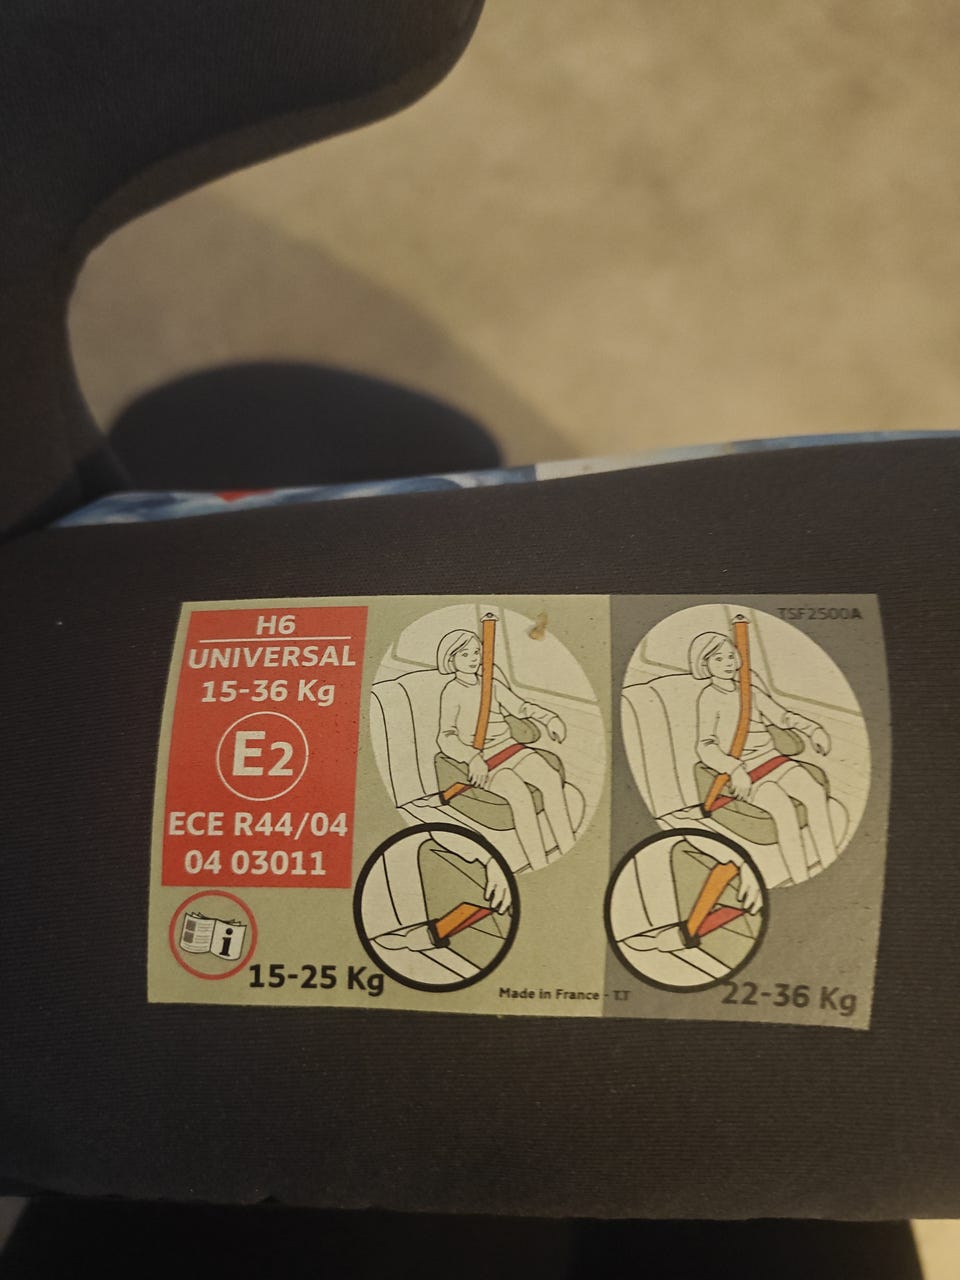 H6
UNIVERSAL
15-36 Kg
E2
ECE R44/04
04 03011
i
15-25 Kg
Made in France - T.T
TSF2500A
22-36 Kg